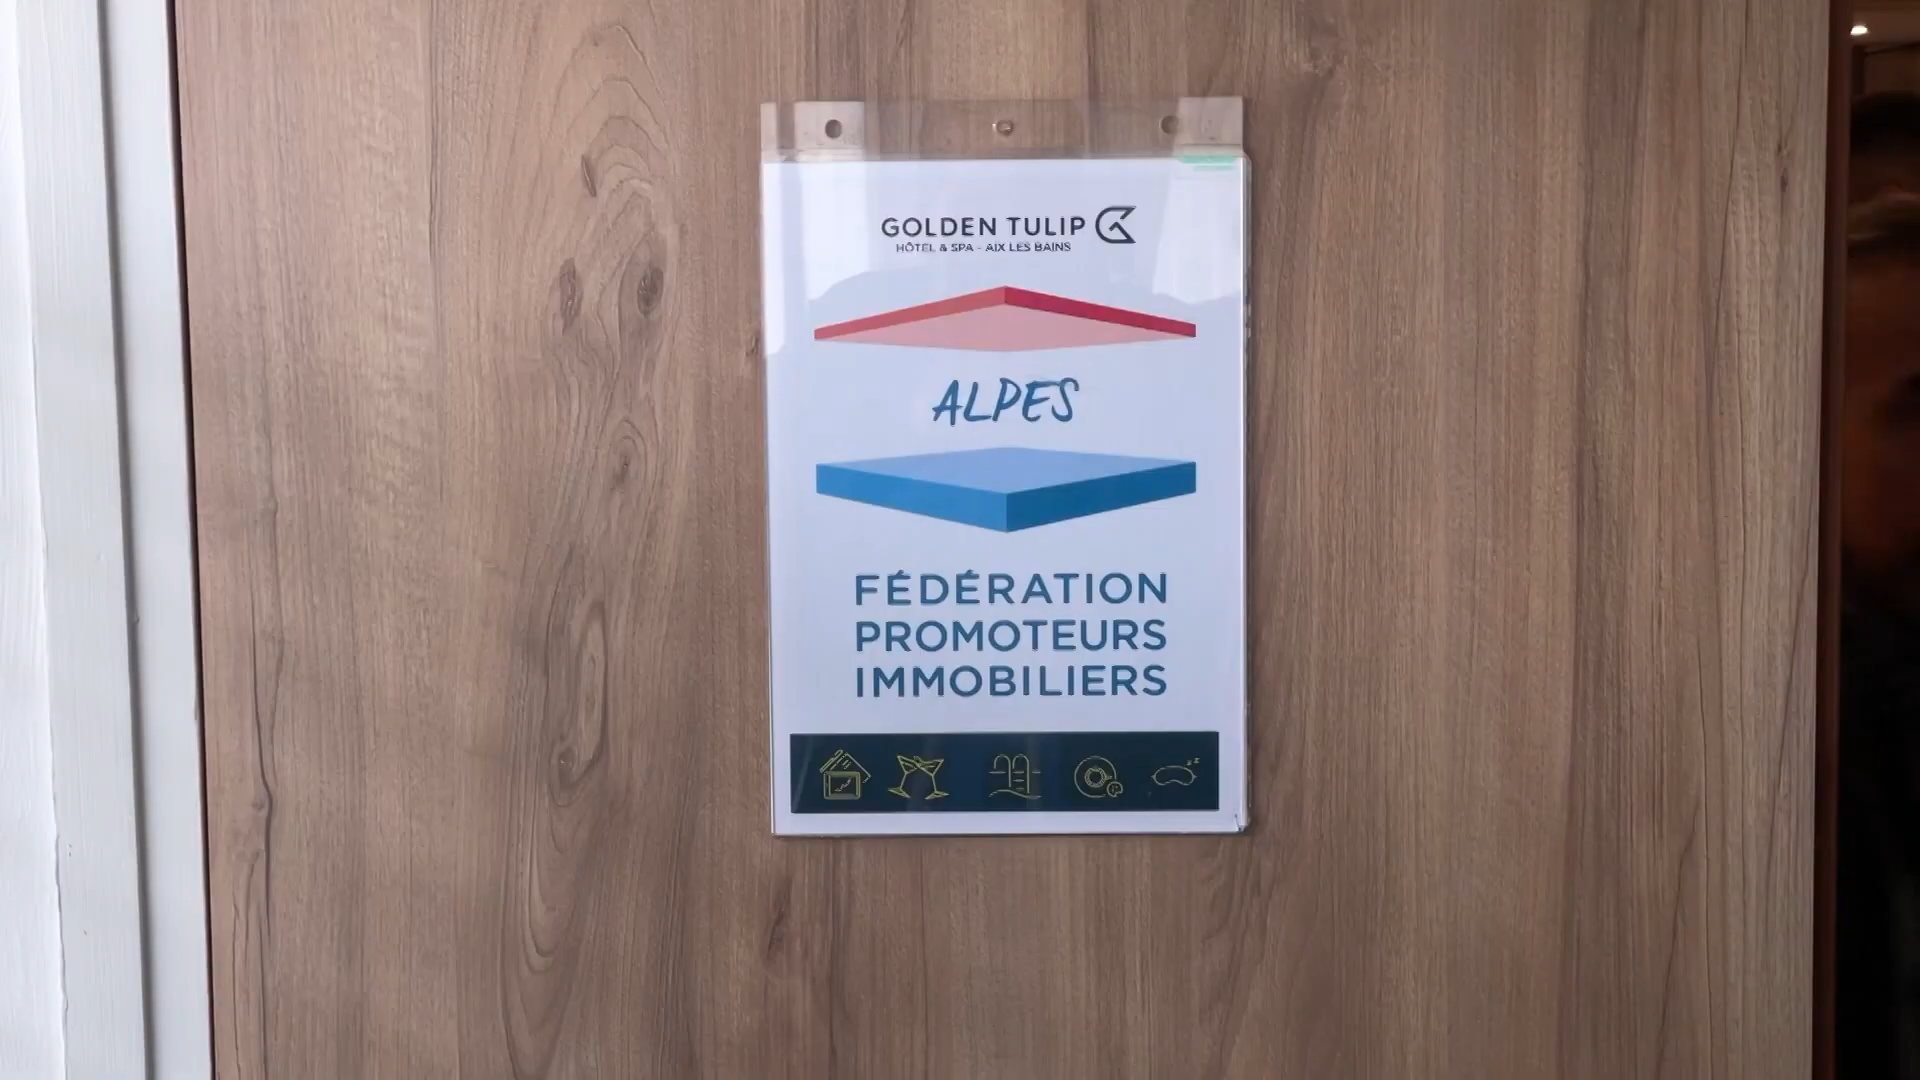 GOLDEN TULIP
HÔTEL & SPA - AIX LES BAINS
ALPES
FÉDÉRATION
PROMOTEURS
IMMOBILIERS